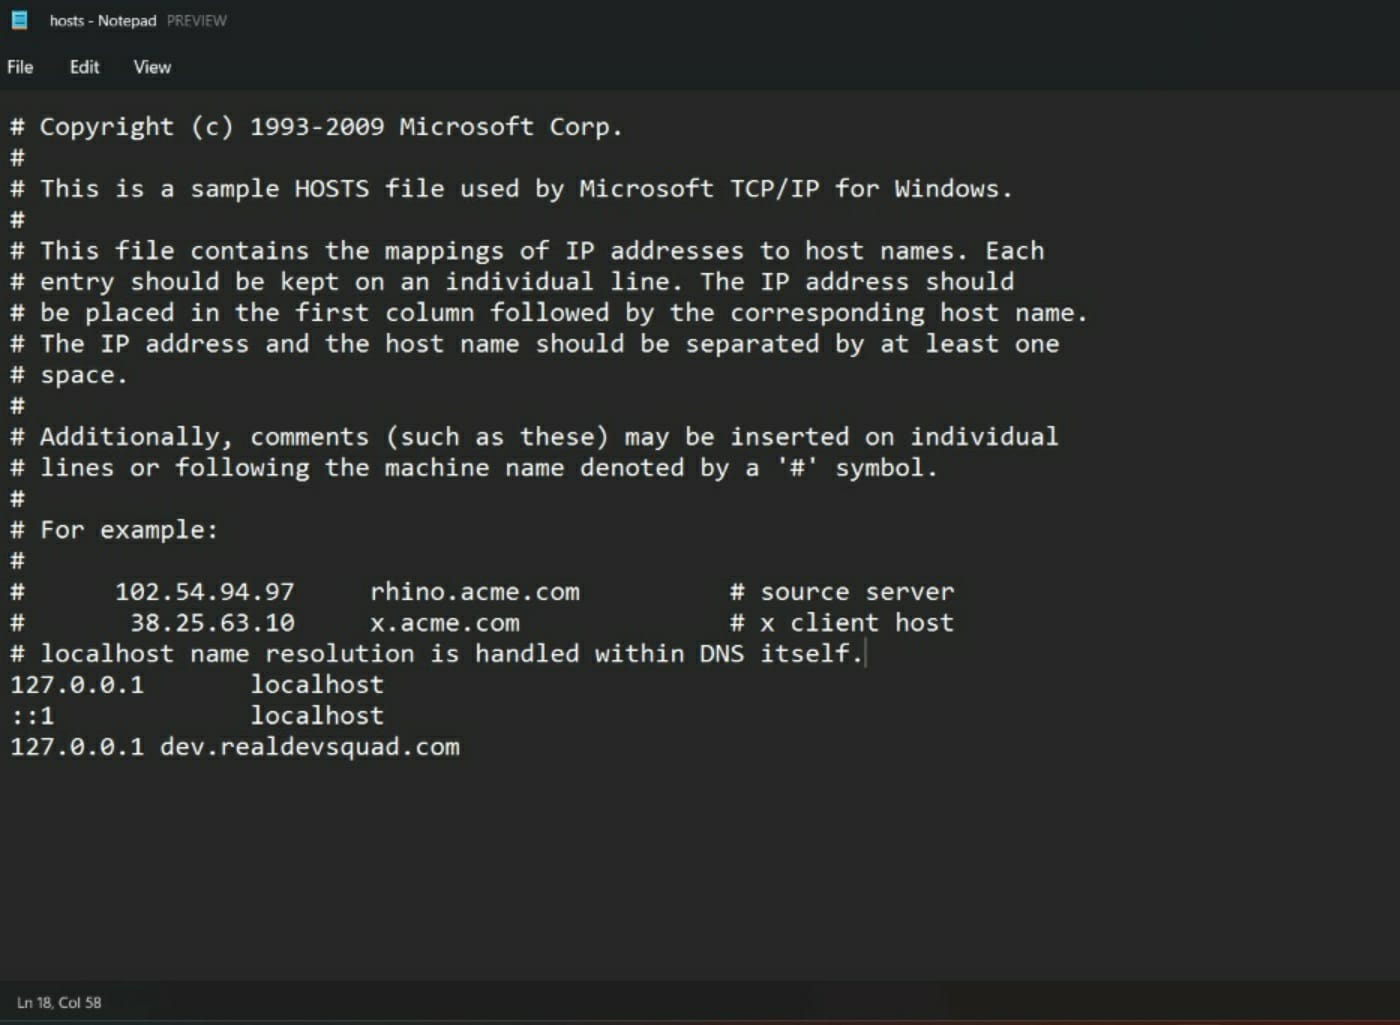 hosts - Notepad PREVIEW
File Edit View
# Copyright (c) 1993-2009 Microsoft Corp.
#
# This is a sample HOSTS file used by Microsoft TCP/IP for Windows.
#
# This file contains the mappings of IP addresses to host names. Each
# entry should be kept on an individual line. The IP address should
# be placed in the first column followed by the corresponding host name.
# The IP address and the host name should be separated by at least one
# space.
#
# Additionally, comments (such as these) may be inserted on individual
# lines or following the machine name denoted by a '#' symbol.
#
# For example:
#
#      102.54.94.97     rhino.acme.com          # source server
#       38.25.63.10     x.acme.com              # x client host
# localhost name resolution is handled within DNS itself.
127.0.0.1       localhost
::1             localhost
127.0.0.1 dev.realdevsquad.com
Ln 18, Col 58